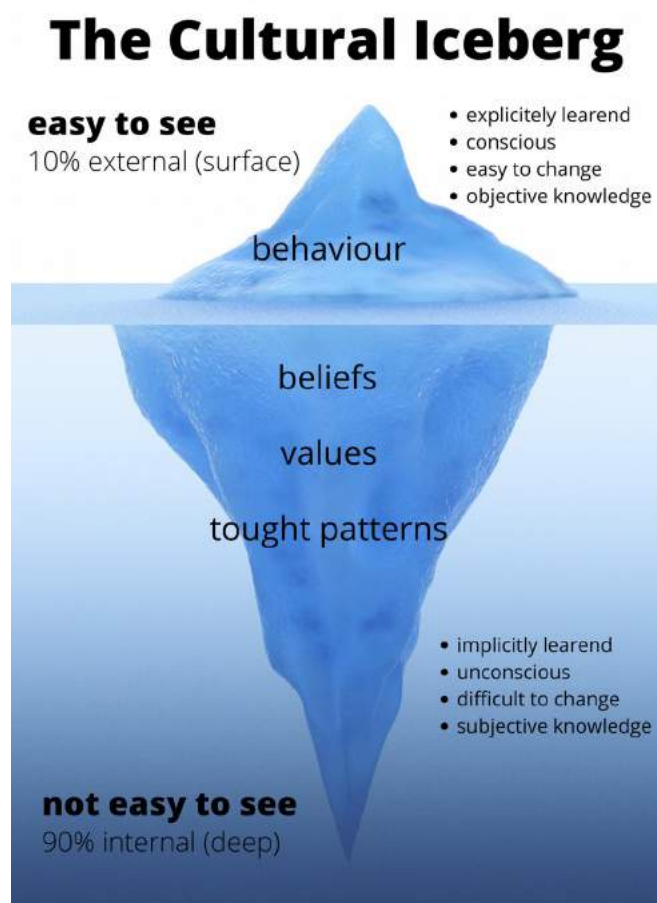 The Cultural Iceberg
easy to see
10% external (surface)
• explicitely learend
• conscious
• easy to change
• objective knowledge
behaviour
beliefs
values
tought patterns
• implicitly learend
• unconscious
• difficult to change
• subjective knowledge
not easy to see
90% internal (deep)